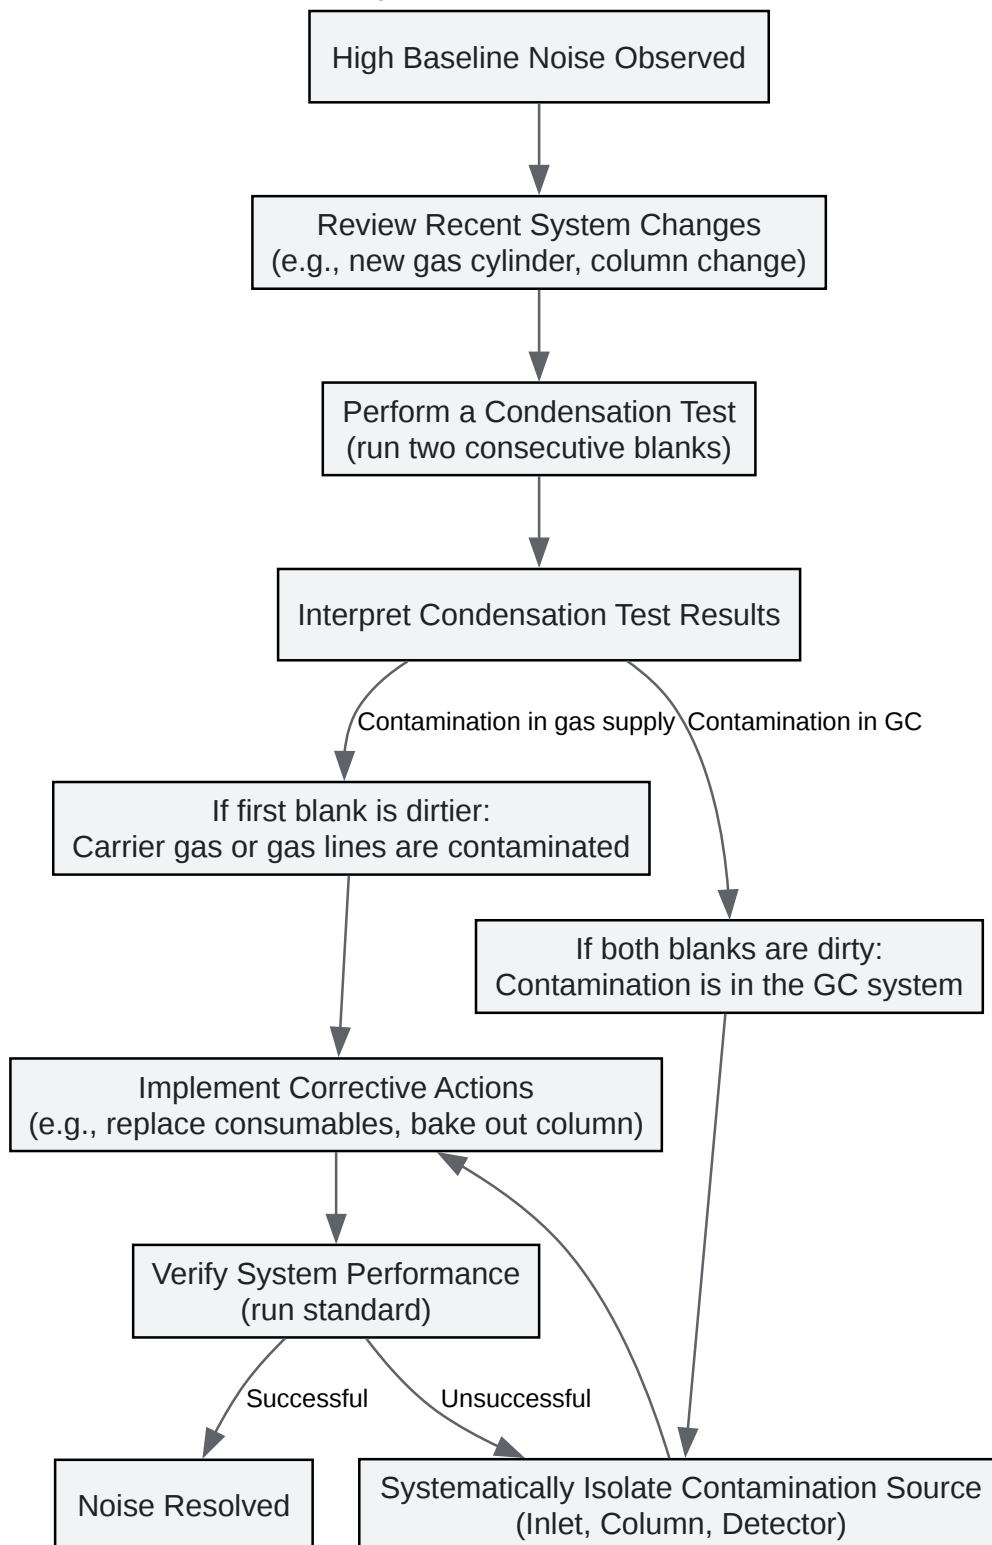 High Baseline Noise Observed
Review Recent System Changes
(e.g., new gas cylinder, column change)
Perform a Condensation Test
(run two consecutive blanks)
Interpret Condensation Test Results
Contamination in gas supply
Contamination in GC
If first blank is dirtier:
Carrier gas or gas lines are contaminated
If both blanks are dirty:
Contamination is in the GC system
Implement Corrective Actions
(e.g., replace consumables, bake out column)
Verify System Performance
(run standard)
Successful
Unsuccessful
Noise Resolved
Systematically Isolate Contamination Source
(Inlet, Column, Detector)